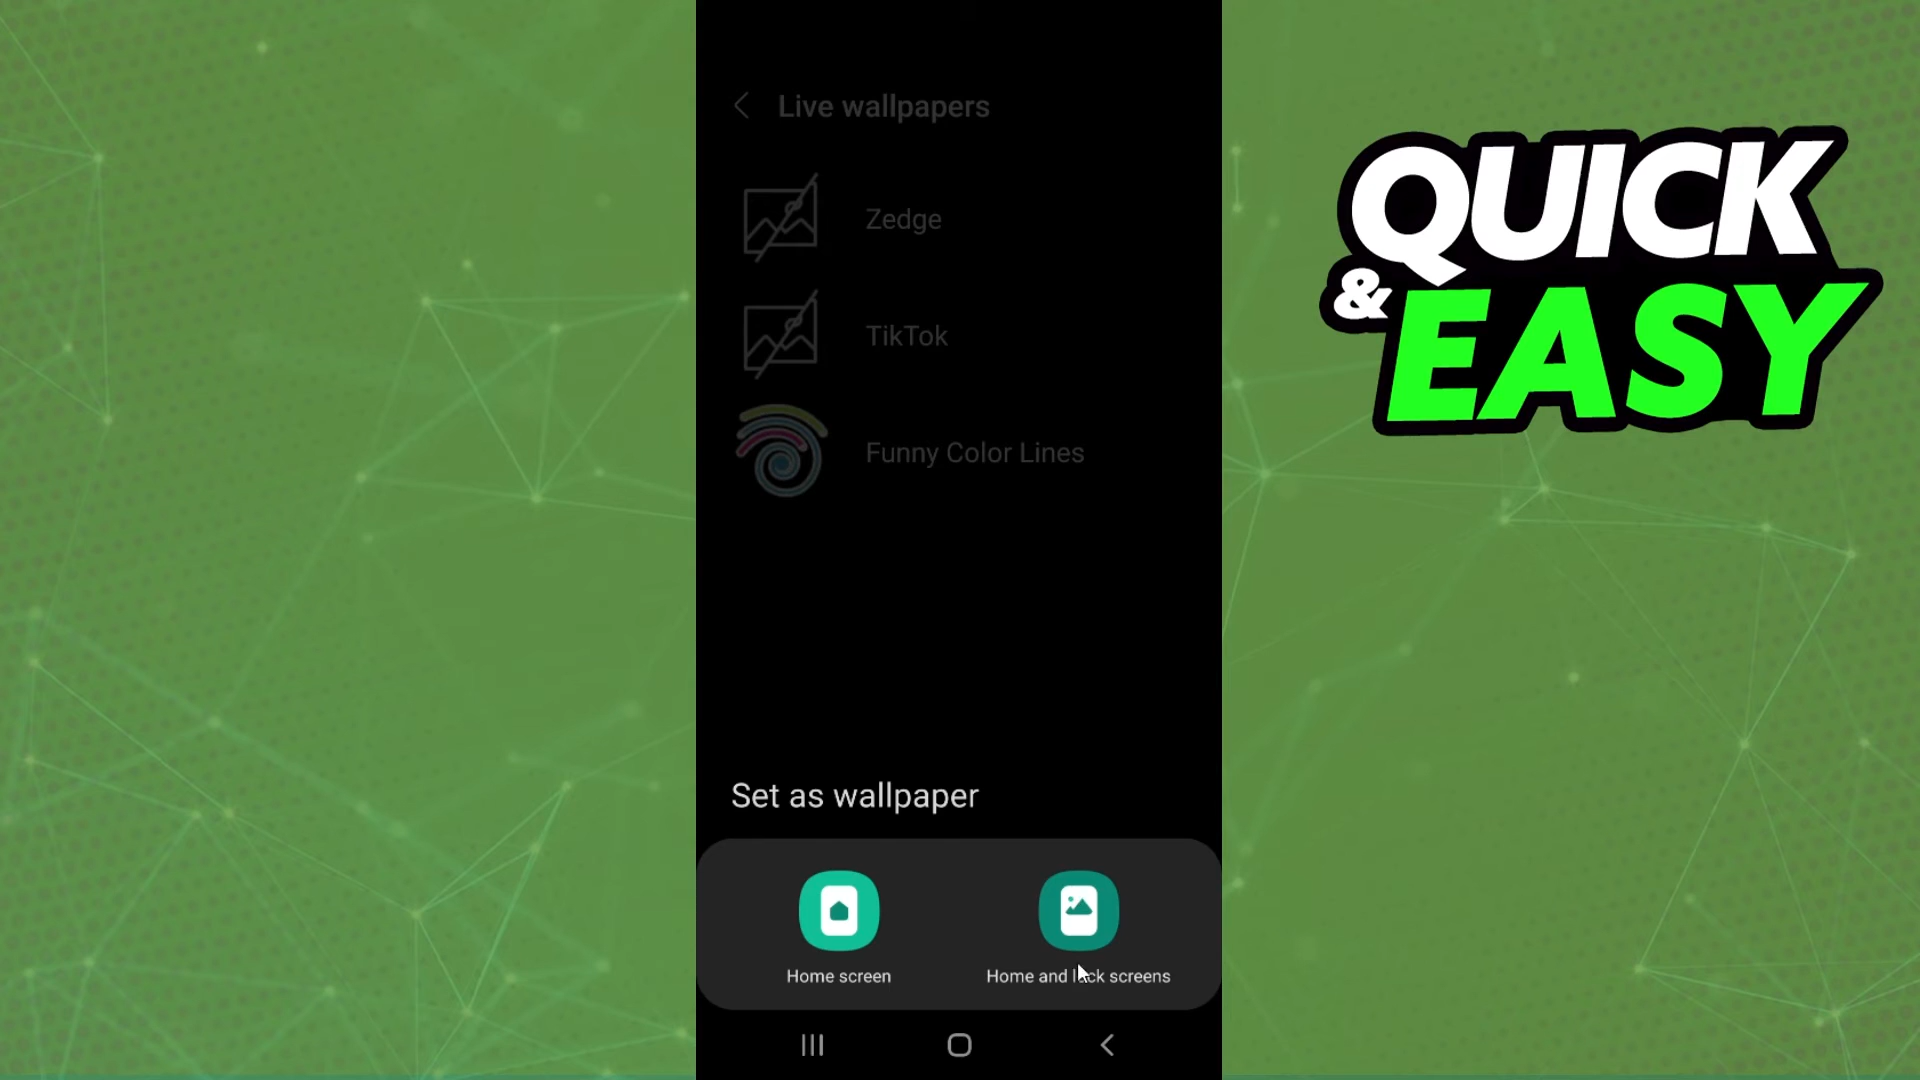 Live wallpapers
Zedge
TikTok
Funny Color Lines
Set as wallpaper
Home screen
Home and lock screens
QUICK
& EASY